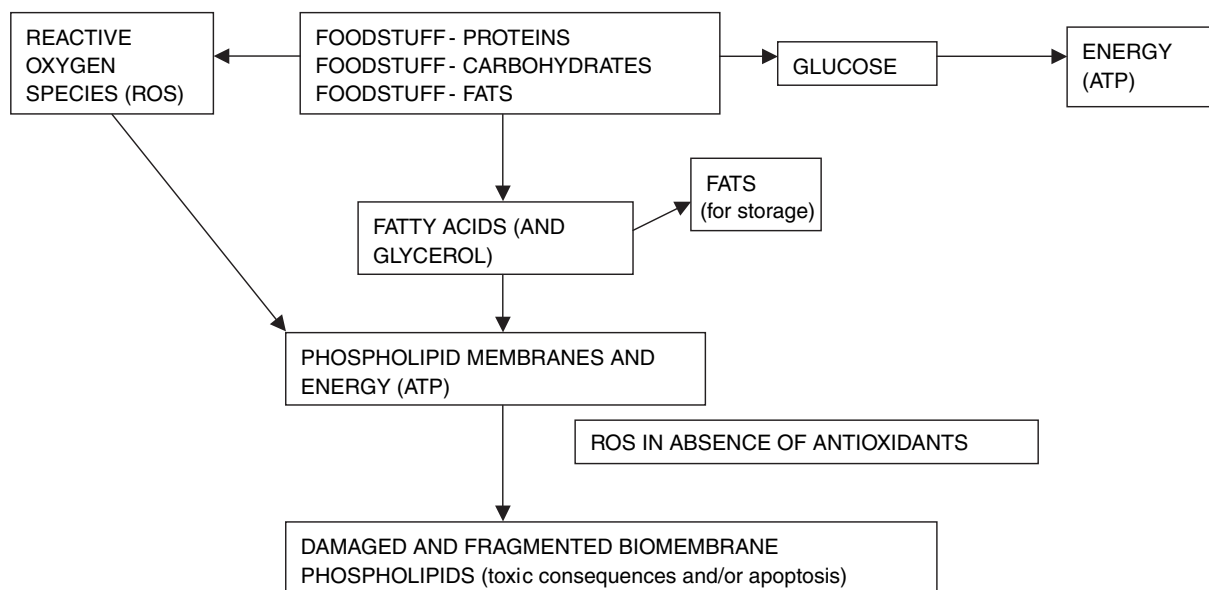 REACTIVE
OXYGEN
SPECIES (ROS)
FOODSTUFF - PROTEINS
FOODSTUFF - CARBOHYDRATES
FOODSTUFF - FATS
GLUCOSE
ENERGY
(ATP)
FATS
(for storage)
FATTY ACIDS (AND
GLYCEROL)
PHOSPHOLIPID MEMBRANES AND
ENERGY (ATP)
ROS IN ABSENCE OF ANTIOXIDANTS
DAMAGED AND FRAGMENTED BIOMEMBRANE
PHOSPHOLIPIDS (toxic consequences and/or apoptosis)